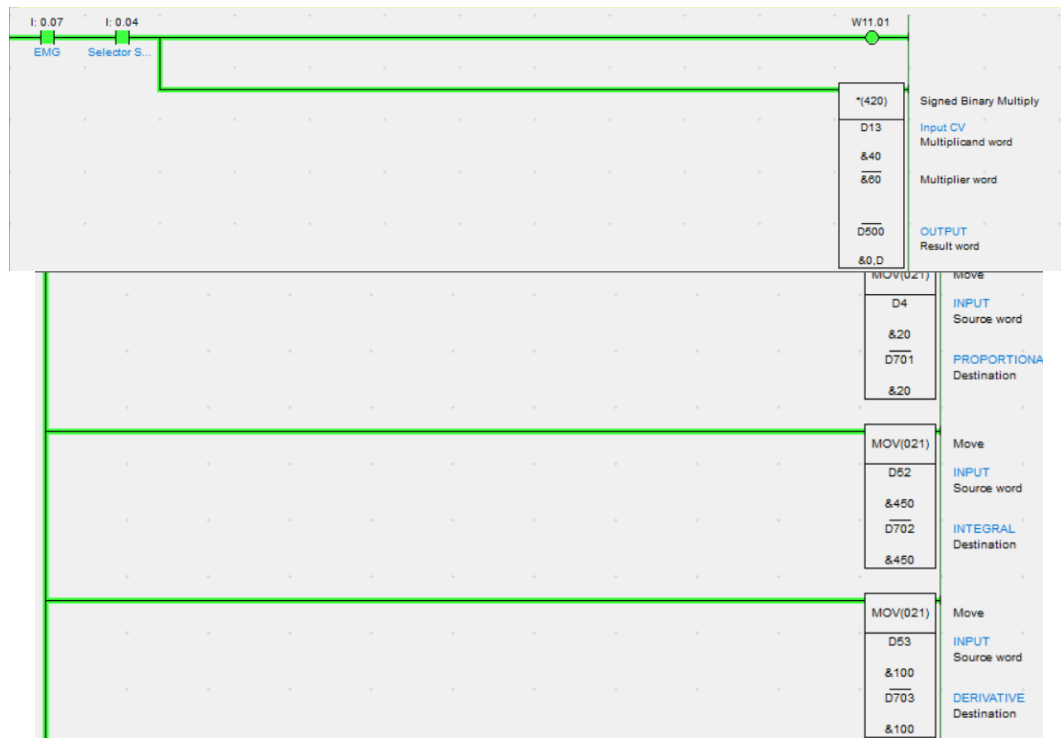 I: 0.07 I: 0.04 W11.01
EMG Selector S...
*(420) Signed Binary Multiply
D13 Input CV
Multiplicand word
&40
&60 Multiplier word
D500 OUTPUT
Result word
&0,D
MOV(021) Move
D4 INPUT
Source word
&20
D701 PROPORTIONA
Destination
&20
MOV(021) Move
D52 INPUT
Source word
&450
D702 INTEGRAL
Destination
&450
MOV(021) Move
D53 INPUT
Source word
&100
D703 DERIVATIVE
Destination
&100